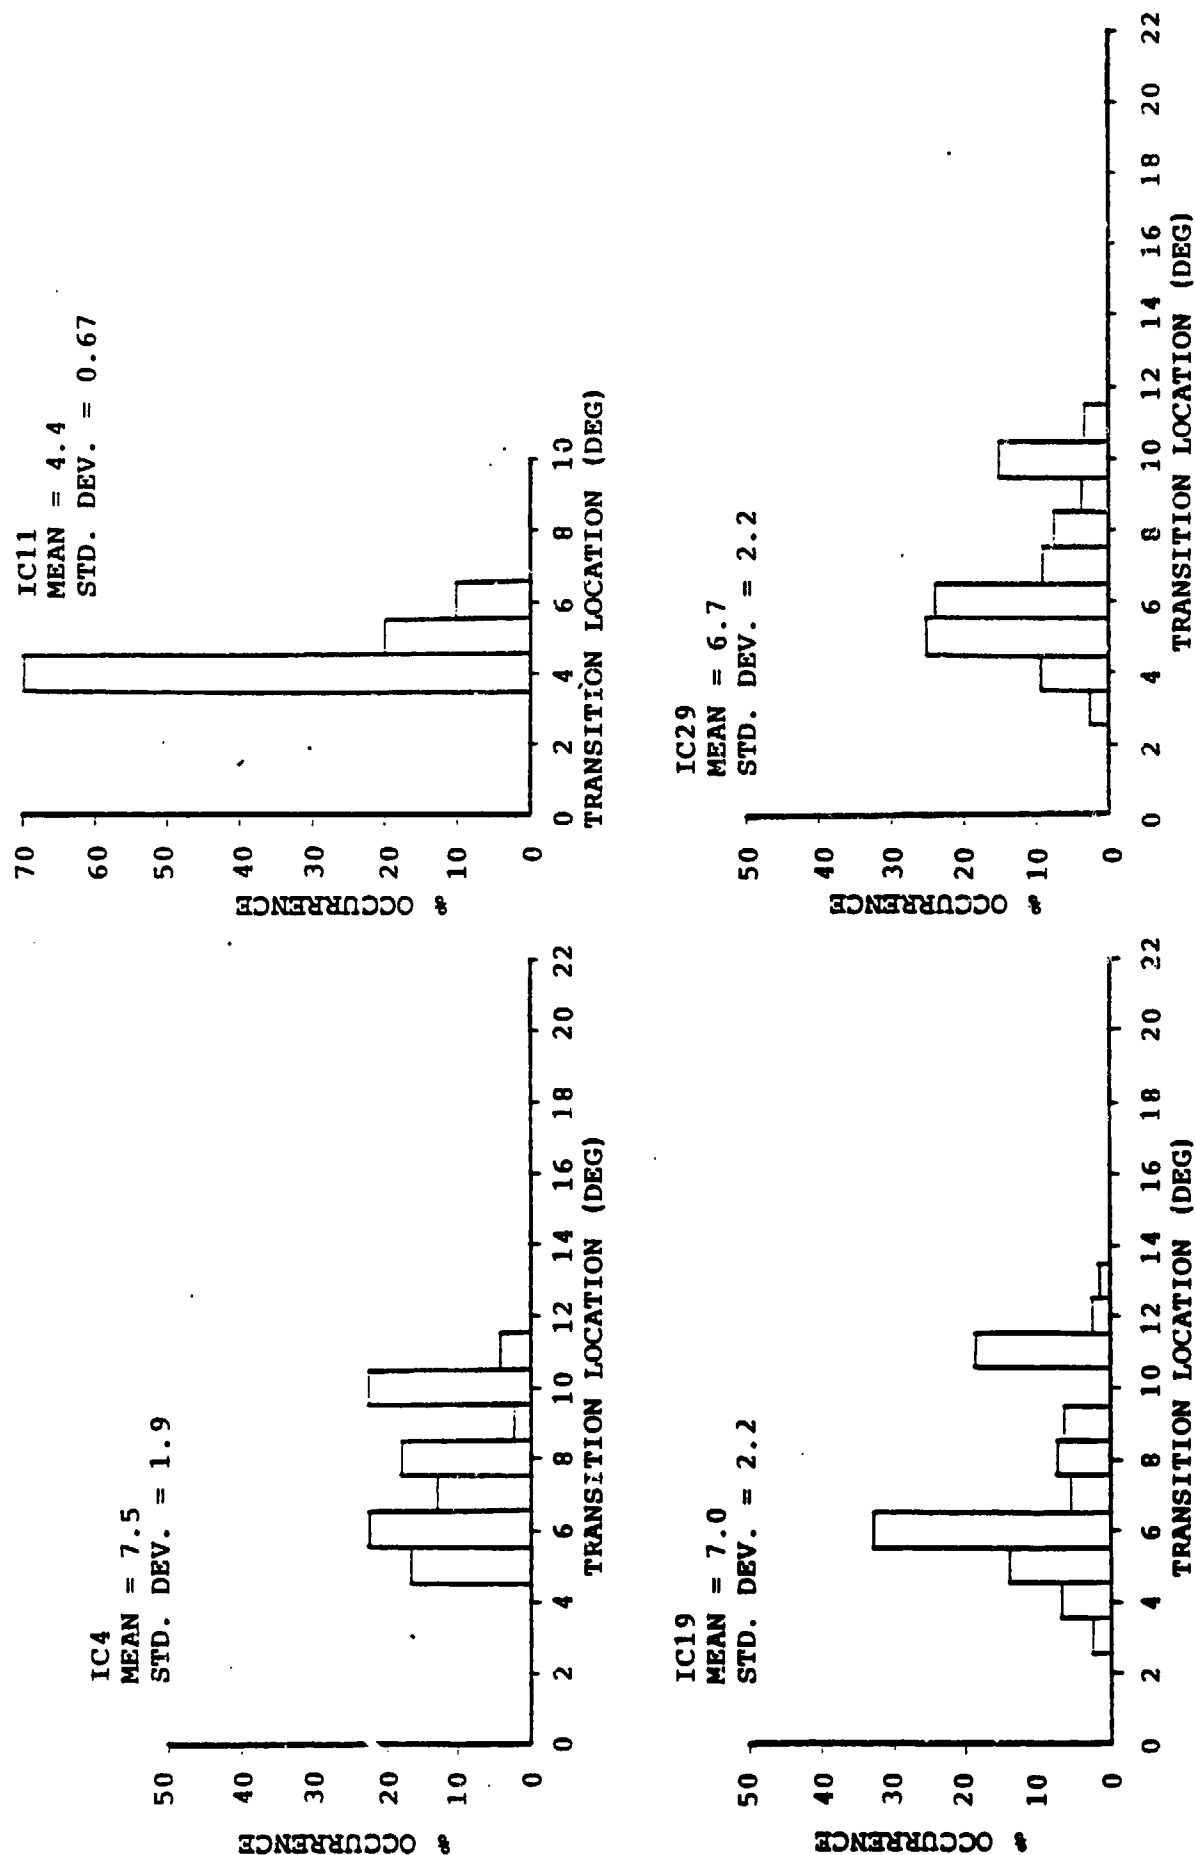 IC4
MEAN = 7.5
STD. DEV. = 1.9
% OCCURRENCE
50
40
30
20
10
0
0 2 4 6 8 10 12 14 16 18 20 22
TRANSITION LOCATION (DEG)
IC11
MEAN = 4.4
STD. DEV. = 0.67
% OCCURRENCE
70
60
50
40
30
20
10
0
0 2 4 6 8 10
TRANSITION LOCATION (DEG)
IC19
MEAN = 7.0
STD. DEV. = 2.2
% OCCURRENCE
50
40
30
20
10
0
0 2 4 6 8 10 12 14 16 18 20 22
TRANSITION LOCATION (DEG)
IC29
MEAN = 6.7
STD. DEV. = 2.2
% OCCURRENCE
50
40
30
20
10
0
0 2 4 6 8 10 12 14 16 18 20 22
TRANSITION LOCATION (DEG)